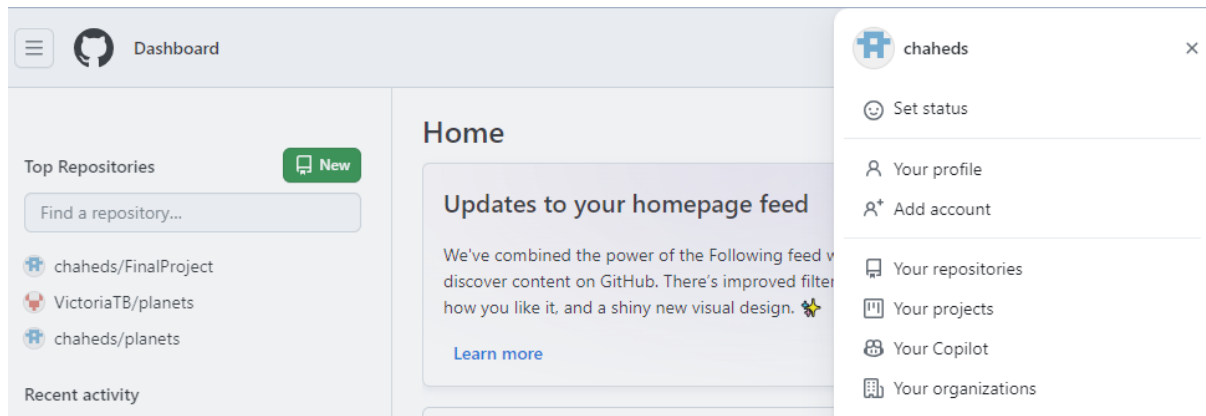 Dashboard
Top Repositories
New
Find a repository...
chaheds/FinalProject
VictoriaTB/planets
chaheds/planets
Recent activity
Home
Updates to your homepage feed
We've combined the power of the Following feed
discover content on GitHub. There's improved filter
how you like it, and a shiny new visual design.
Learn more
chaheds
Set status
Your profile
Add account
Your repositories
Your projects
Your Copilot
Your organizations